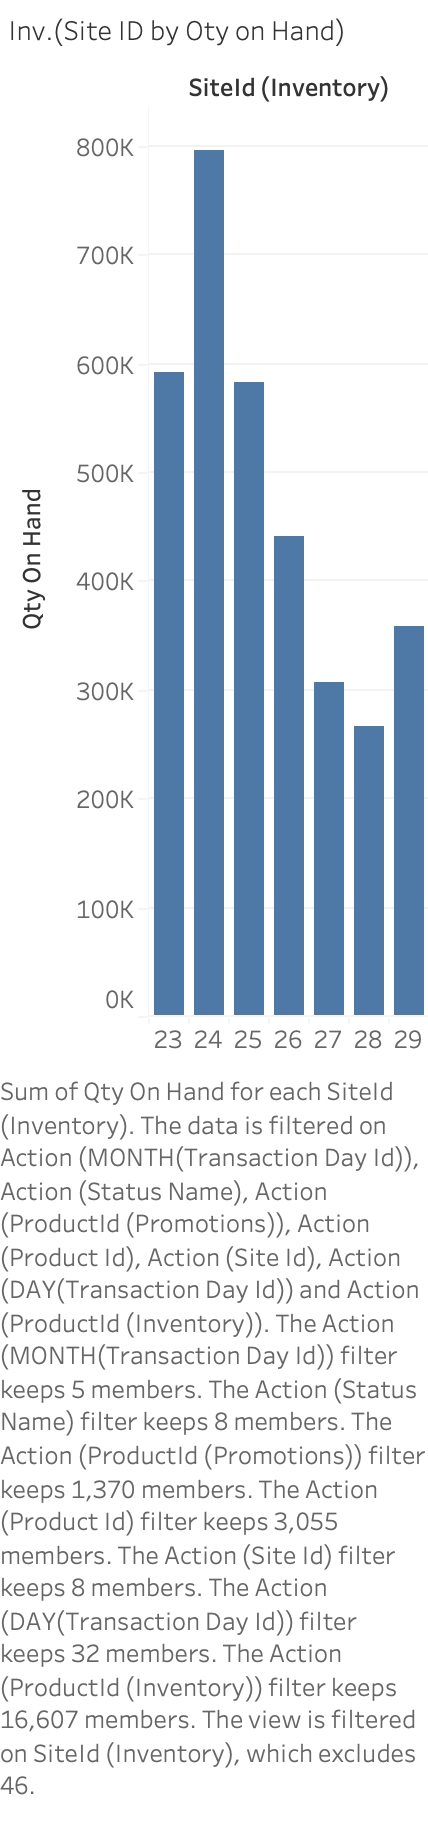 Inv.(Site ID by Oty on Hand)
SiteId (Inventory)
800K
700K
600K
500K
400K
300K
200K
100K
0K
Qty On Hand
23 24 25 26 27 28 29
Sum of Qty On Hand for each SiteId
(Inventory). The data is filtered on
Action (MONTH(Transaction Day Id)),
Action (Status Name), Action
(ProductId (Promotions)), Action
(Product Id), Action (Site Id), Action
(DAY(Transaction Day Id)) and Action
(ProductId (Inventory)). The Action
(MONTH(Transaction Day Id)) filter
keeps 5 members. The Action (Status
Name) filter keeps 8 members. The
Action (ProductId (Promotions)) filter
keeps 1,370 members. The Action
(Product Id) filter keeps 3,055
members. The Action (Site Id) filter
keeps 8 members. The Action
(DAY(Transaction Day Id)) filter
keeps 32 members. The Action
(ProductId (Inventory)) filter keeps
16,607 members. The view is filtered
on SiteId (Inventory), which excludes
46.